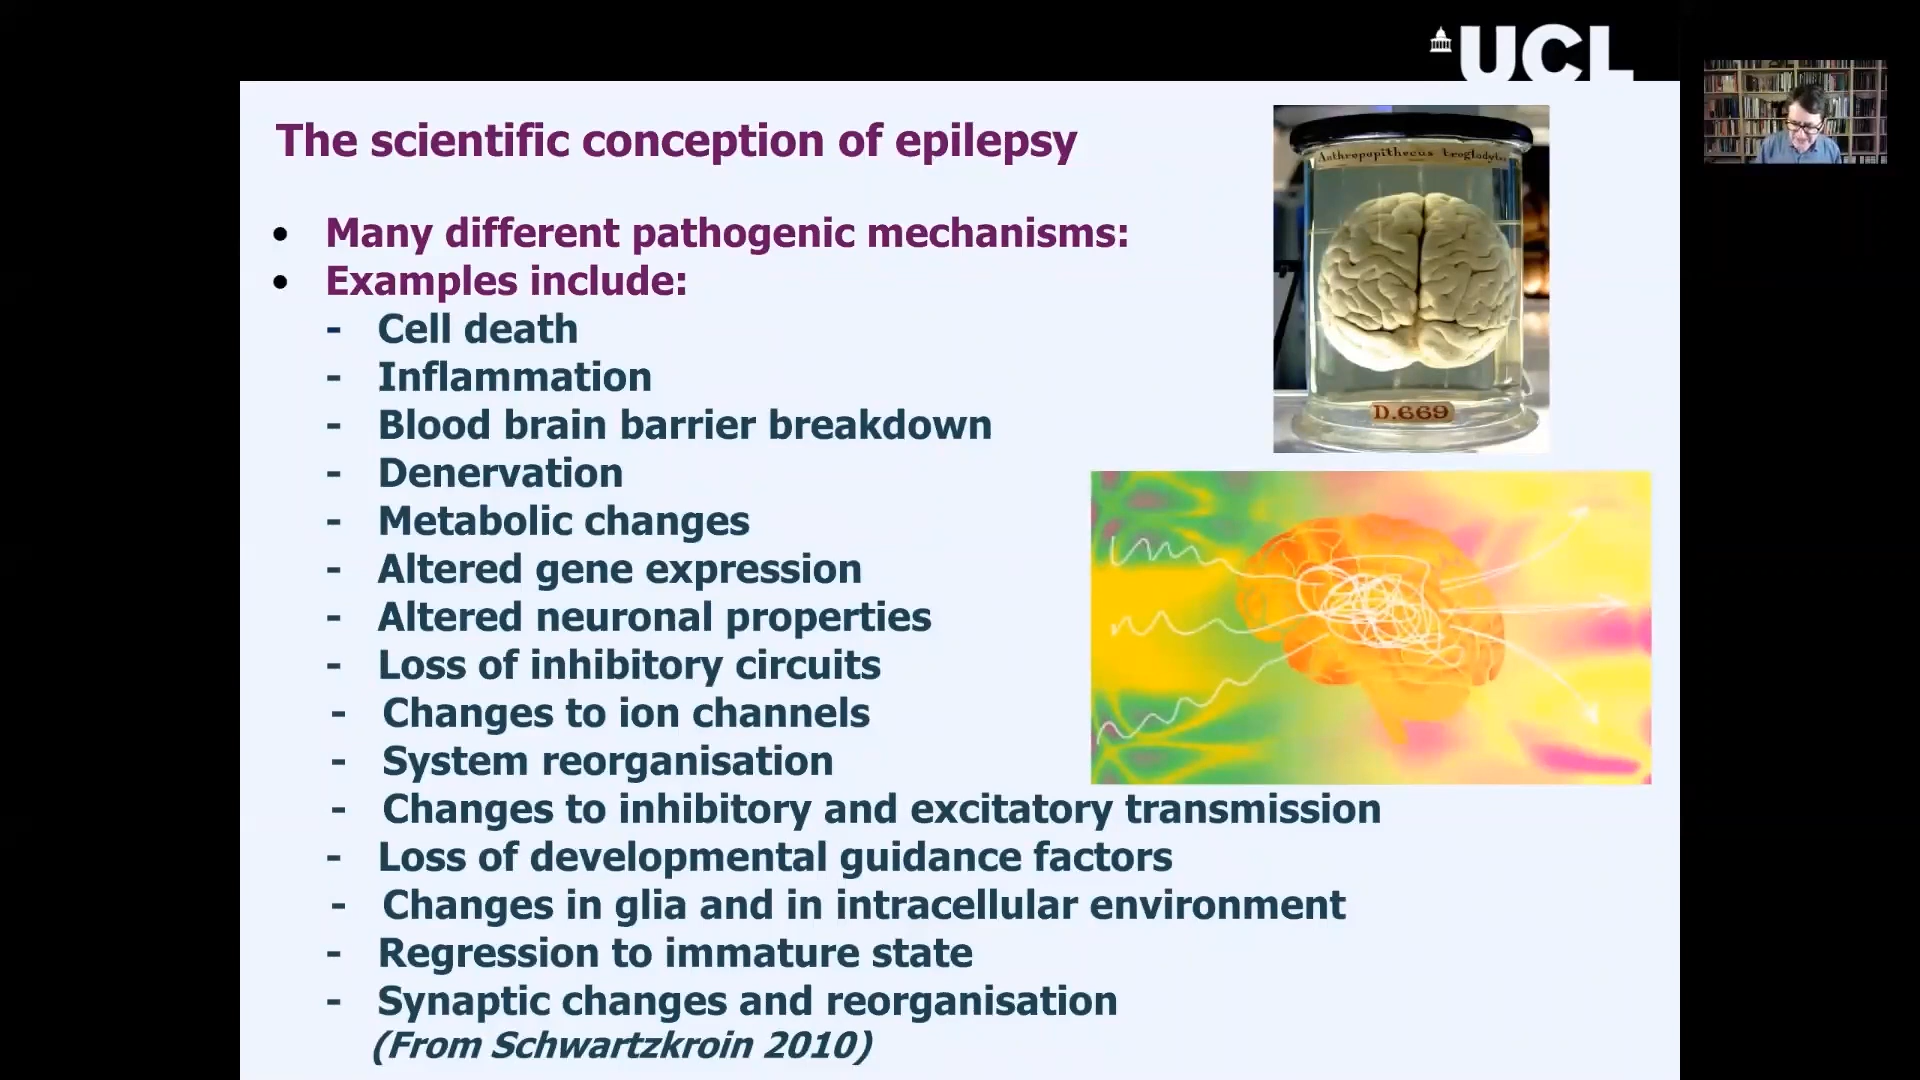 UCL
The scientific conception of epilepsy
• Many different pathogenic mechanisms:
• Examples include:
- Cell death
- Inflammation
- Blood brain barrier breakdown
- Denervation
- Metabolic changes
- Altered gene expression
- Altered neuronal properties
- Loss of inhibitory circuits
- Changes to ion channels
- System reorganisation
- Changes to inhibitory and excitatory transmission
- Loss of developmental guidance factors
- Changes in glia and in intracellular environment
- Regression to immature state
- Synaptic changes and reorganisation
(From Schwartzkroin 2010)
Anthropopithecus troglodytes
D.669